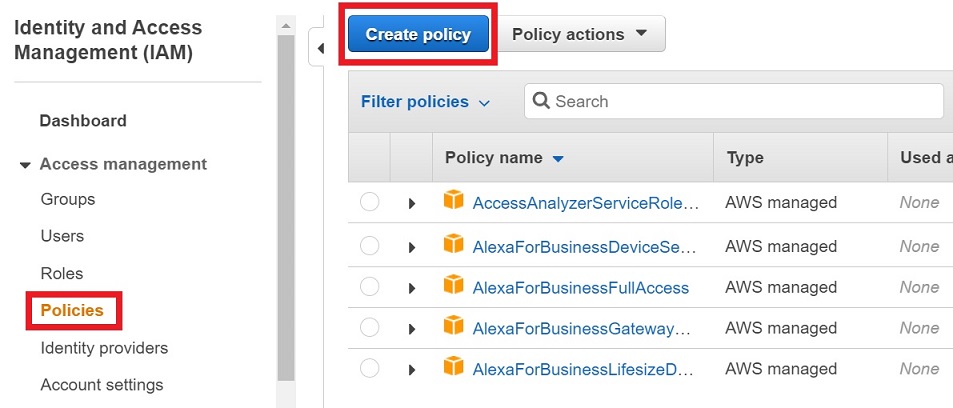 Identity and Access
Management (IAM)
Dashboard
Access management
Groups
Users
Roles
Policies
Identity providers
Account settings
Create policy
Policy actions
Filter policies
Search
Policy name Type Used a
AccessAnalyzerServiceRole… AWS managed None
AlexaForBusinessDeviceSe… AWS managed None
AlexaForBusinessFullAccess AWS managed None
AlexaForBusinessGateway… AWS managed None
AlexaForBusinessLifesizeD… AWS managed None